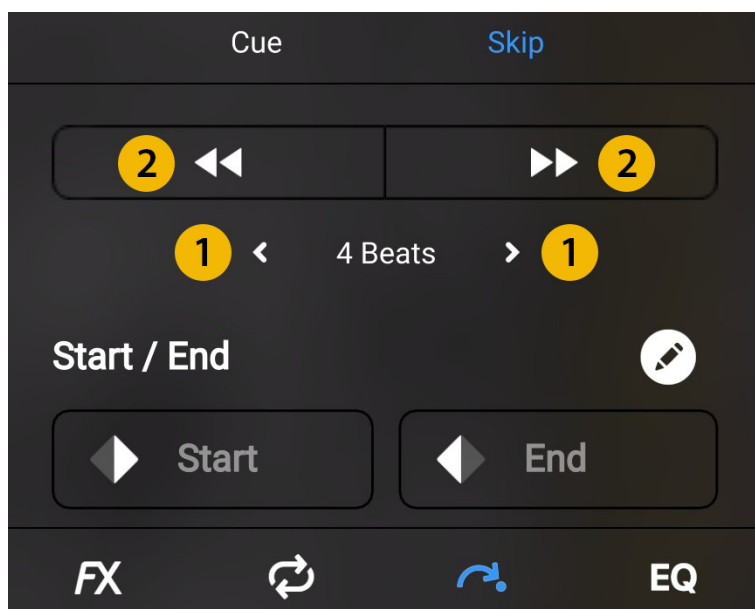 Cue Skip
2 2
1 4 Beats 1
Start / End
Start End
FX EQ